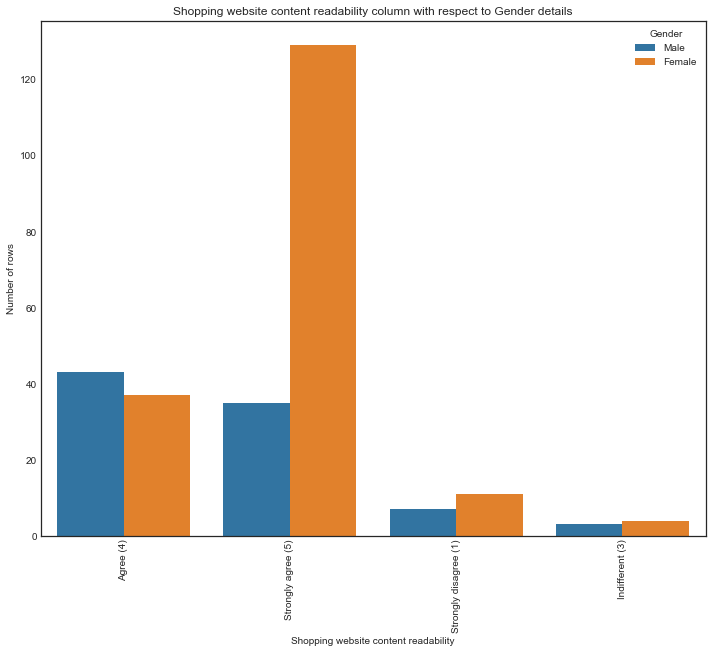 Shopping website content readability column with respect to Gender details
Gender
Male
Female
Number of rows
120
100
80
60
40
20
0
Agree (4)
Strongly agree (5)
Strongly disagree (1)
Indifferent (3)
Shopping website content readability